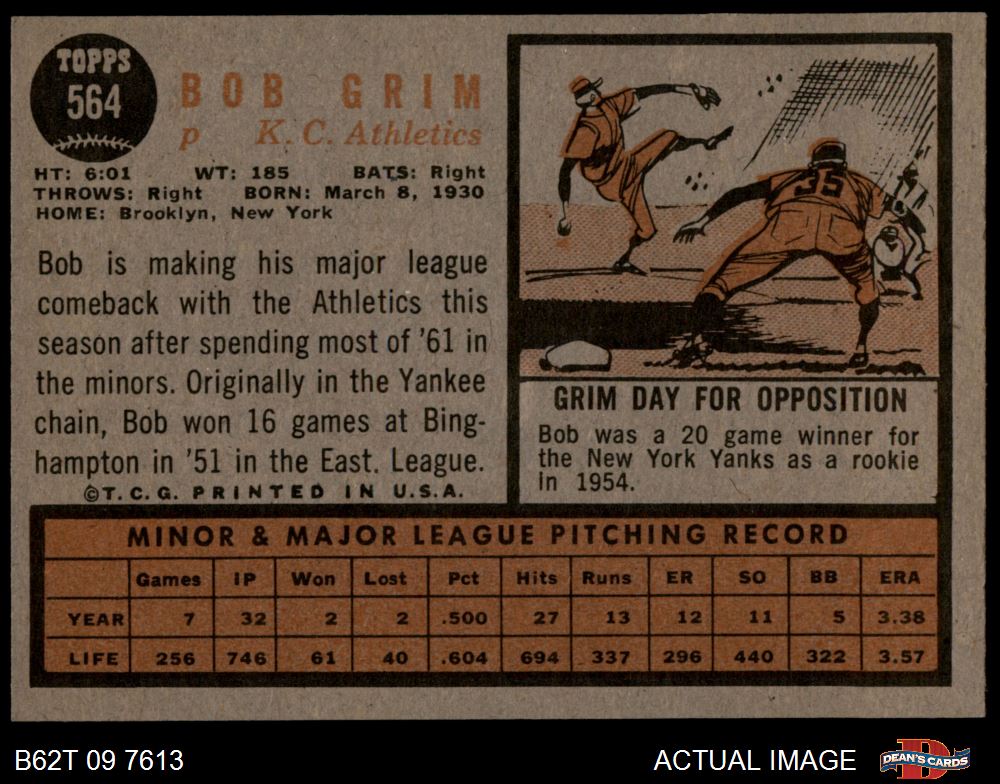 TOPPS
564
BOB GRIM
p K. C. Athletics
HT: 6:01 WT: 185 BATS: Right
THROWS: Right BORN: March 8, 1930
HOME: Brooklyn, New York
Bob is making his major league
comeback with the Athletics this
season after spending most of '61 in
the minors. Originally in the Yankee
chain, Bob won 16 games at Bing-
hampton in '51 in the East. League.
©T.C.G. PRINTED IN U.S.A.
35
GRIM DAY FOR OPPOSITION
Bob was a 20 game winner for
the New York Yanks as a rookie
in 1954.
MINOR & MAJOR LEAGUE PITCHING RECORD
Games IP Won Lost Pct Hits Runs ER SO BB ERA
YEAR 7 32 2 2 .500 27 13 12 11 5 3.38
LIFE 256 746 61 40 .604 694 337 296 440 322 3.57
B62T 09 7613
ACTUAL IMAGE
D
DEAN'S CARDS